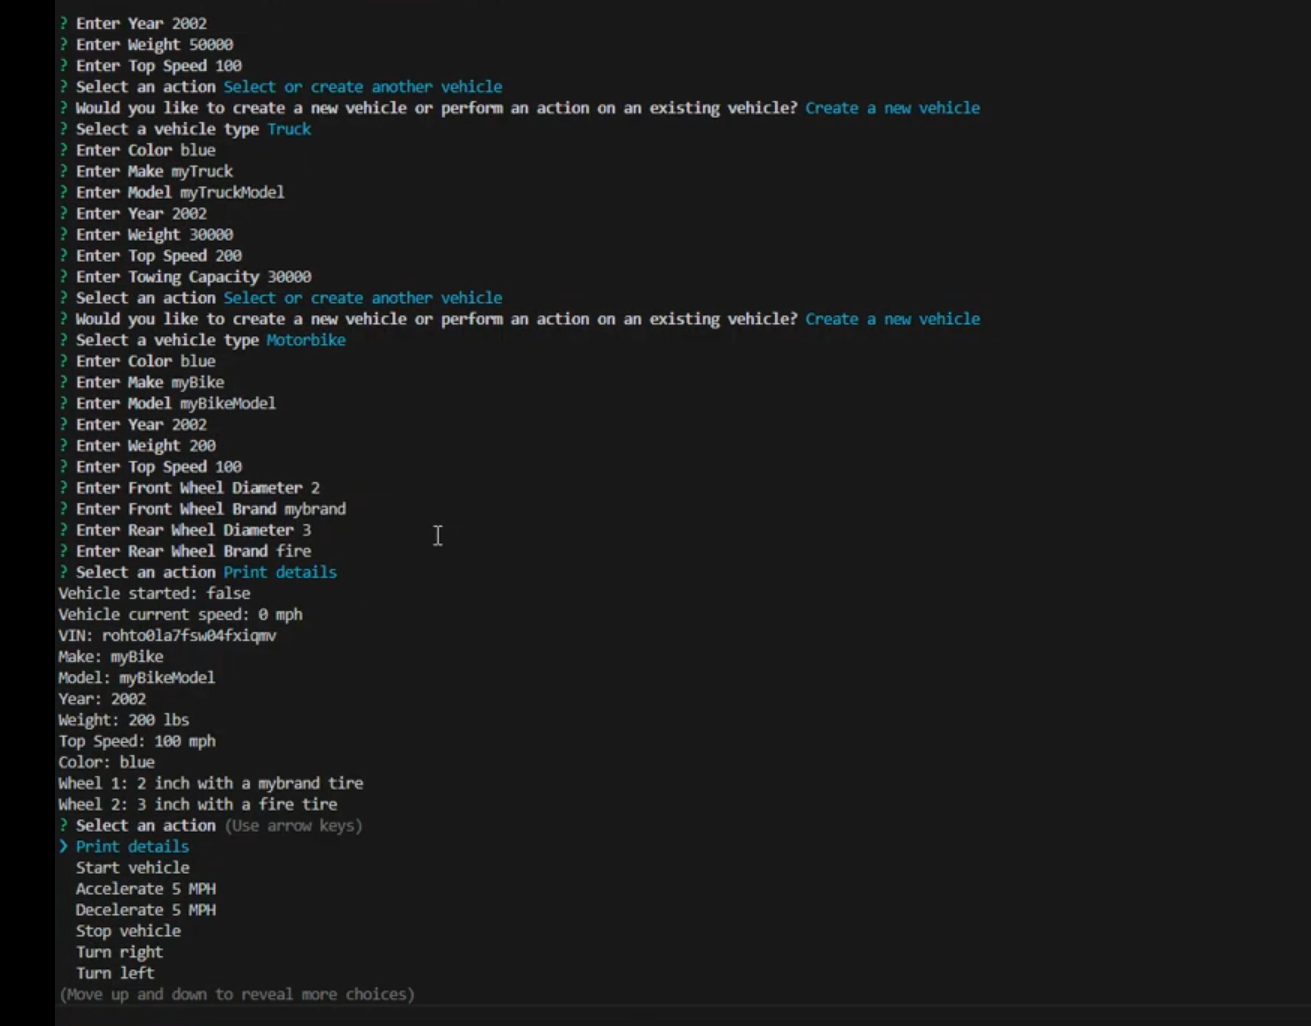 ? Enter Year 2002
? Enter Weight 50000
? Enter Top Speed 100
? Select an action Select or create another vehicle
? Would you like to create a new vehicle or perform an action on an existing vehicle? Create a new vehicle
? Select a vehicle type Truck
? Enter Color blue
? Enter Make myTruck
? Enter Model myTruckModel
? Enter Year 2002
? Enter Weight 30000
? Enter Top Speed 200
? Enter Towing Capacity 30000
? Select an action Select or create another vehicle
? Would you like to create a new vehicle or perform an action on an existing vehicle? Create a new vehicle
? Select a vehicle type Motorbike
? Enter Color blue
? Enter Make myBike
? Enter Model myBikeModel
? Enter Year 2002
? Enter Weight 200
? Enter Top Speed 100
? Enter Front Wheel Diameter 2
? Enter Front Wheel Brand mybrand
? Enter Rear Wheel Diameter 3
? Enter Rear Wheel Brand fire
? Select an action Print details
Vehicle started: false
Vehicle current speed: 0 mph
VIN: rohto0la7fsw04fxiqmv
Make: myBike
Model: myBikeModel
Year: 2002
Weight: 200 lbs
Top Speed: 100 mph
Color: blue
Wheel 1: 2 inch with a mybrand tire
Wheel 2: 3 inch with a fire tire
? Select an action (Use arrow keys)
❯ Print details
Start vehicle
Accelerate 5 MPH
Decelerate 5 MPH
Stop vehicle
Turn right
Turn left
(Move up and down to reveal more choices)